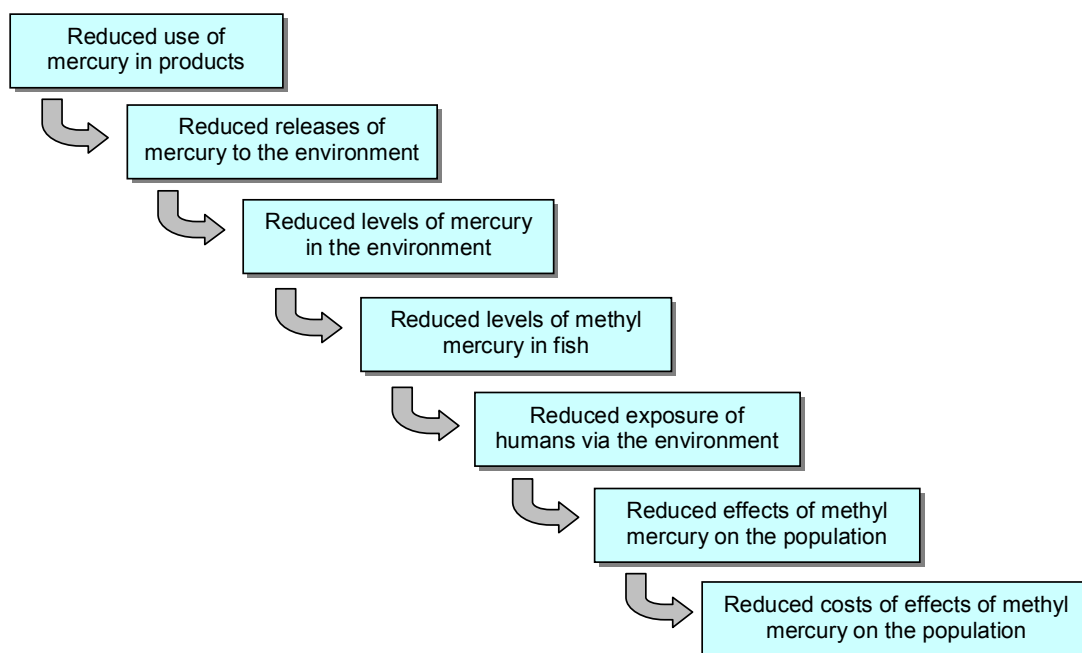 Reduced use of
mercury in products
Reduced releases of
mercury to the environment
Reduced levels of mercury
in the environment
Reduced levels of methyl
mercury in fish
Reduced exposure of
humans via the environment
Reduced effects of methyl
mercury on the population
Reduced costs of effects of methyl
mercury on the population